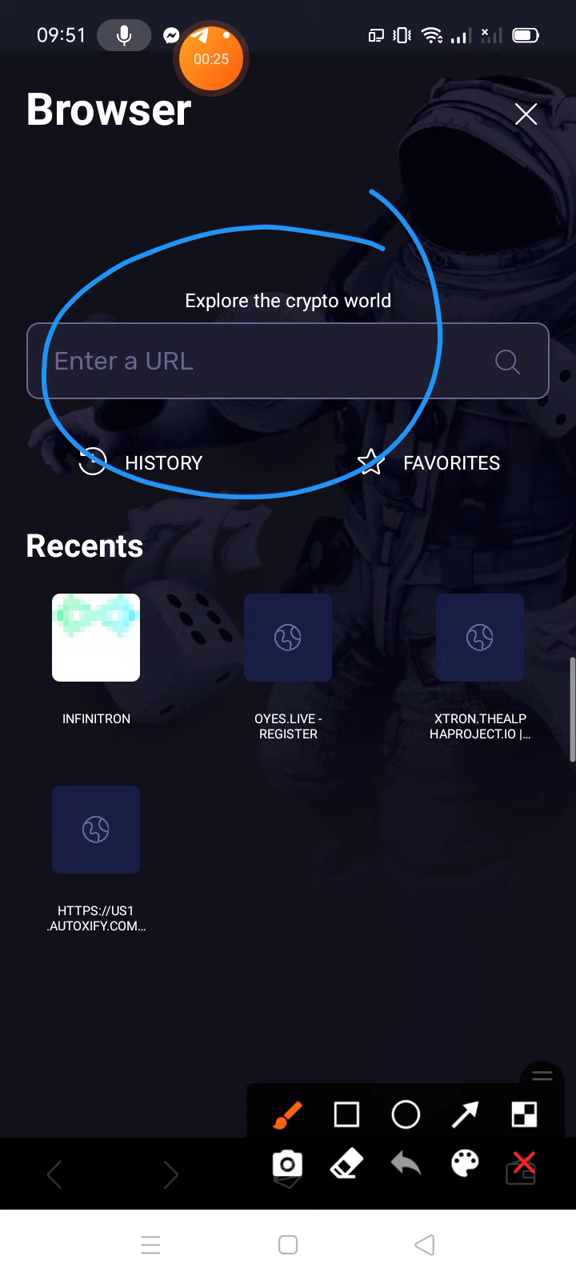 09:51
00:25
Browser
Explore the crypto world
Enter a URL
HISTORY
FAVORITES
Recents
INFINITRON
OYES.LIVE -
REGISTER
XTRON.THEALP
HAPROJECT.IO |...
HTTPS://US1
.AUTOXIFY.COM...